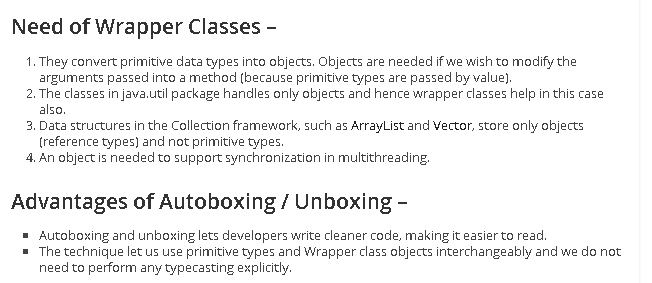 Need of Wrapper Classes –
1. They convert primitive data types into objects. Objects are needed if we wish to modify the
arguments passed into a method (because primitive types are passed by value).
2. The classes in java.util package handles only objects and hence wrapper classes help in this case
also.
3. Data structures in the Collection framework, such as ArrayList and Vector, store only objects
(reference types) and not primitive types.
4. An object is needed to support synchronization in multithreading.
Advantages of Autoboxing / Unboxing –
▪ Autoboxing and unboxing lets developers write cleaner code, making it easier to read.
▪ The technique let us use primitive types and Wrapper class objects interchangeably and we do not
need to perform any typecasting explicitly.